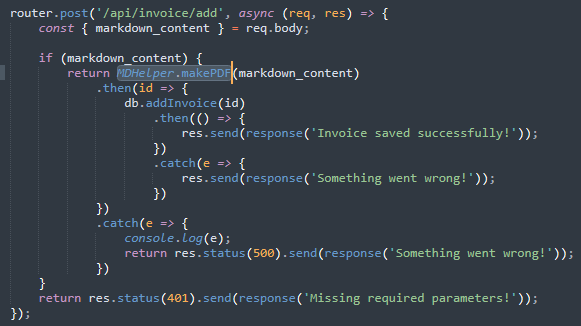 router.post('/api/invoice/add', async (req, res) => {
    const { markdown_content } = req.body;

    if (markdown_content) {
        return MDHelper.makePDF(markdown_content)
            .then(id => {
                db.addInvoice(id)
                    .then(() => {
                        res.send(response('Invoice saved successfully!'));
                    })
                    .catch(e => {
                        res.send(response('Something went wrong!'));
                    })
            })
            .catch(e => {
                console.log(e);
                return res.status(500).send(response('Something went wrong!'));
            })
    }
    return res.status(401).send(response('Missing required parameters!'));
});